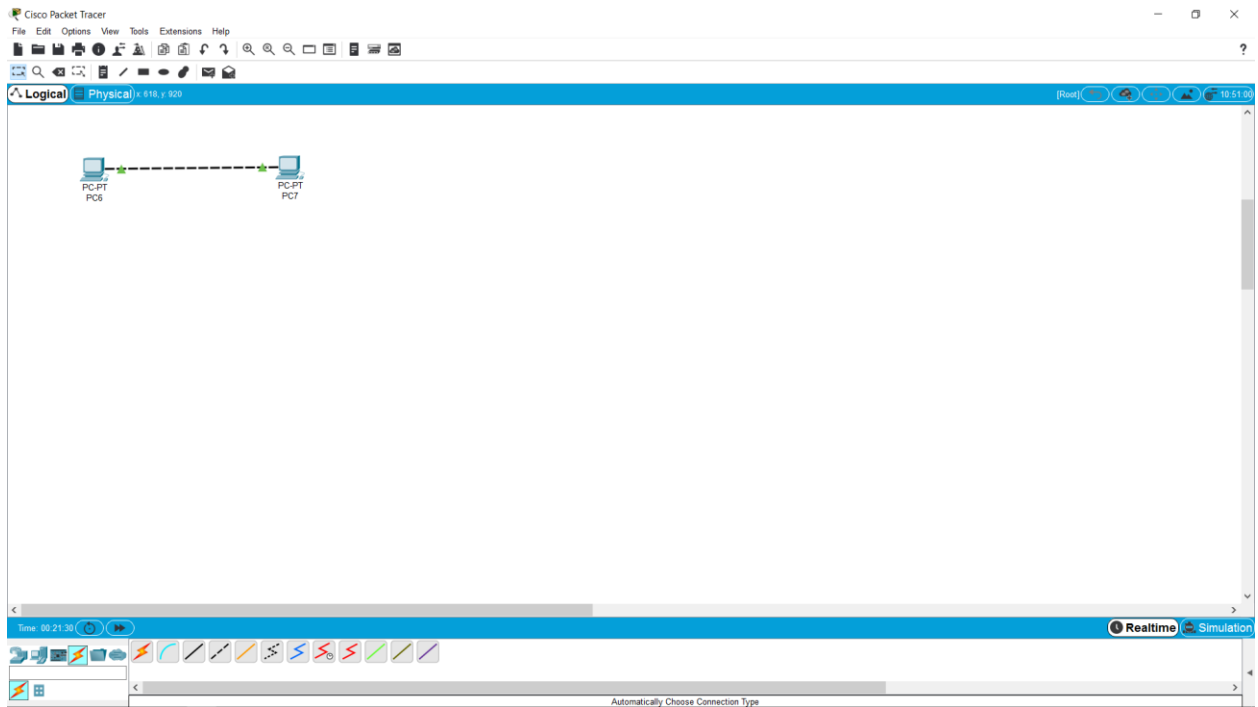 Cisco Packet Tracer
File Edit Options View Tools Extensions Help
?
Logical Physical x: 618, y: 920 [Root] 10:51:00
PC-PT
PC6
PC-PT
PC7
Time: 00:21:30 Realtime Simulation
Automatically Choose Connection Type